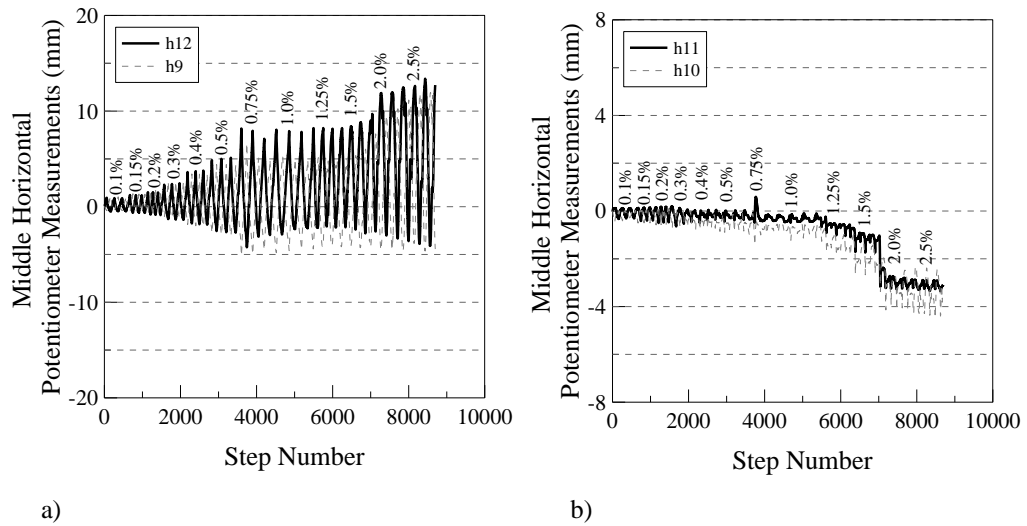 Middle Horizontal
Potentiometer Measurements (mm)
20
10
0
-10
-20
h12
h9
0.1%
0.15%
0.2%
0.3%
0.4%
0.5%
0.75%
1.0%
1.25%
1.5%
2.0%
2.5%
0 2000 4000 6000 8000 10000
Step Number
a)
Middle Horizontal
Potentiometer Measurements (mm)
8
4
0
-4
-8
h11
h10
0.1%
0.15%
0.2%
0.3%
0.4%
0.5%
0.75%
1.0%
1.25%
1.5%
2.0%
2.5%
0 2000 4000 6000 8000 10000
Step Number
b)